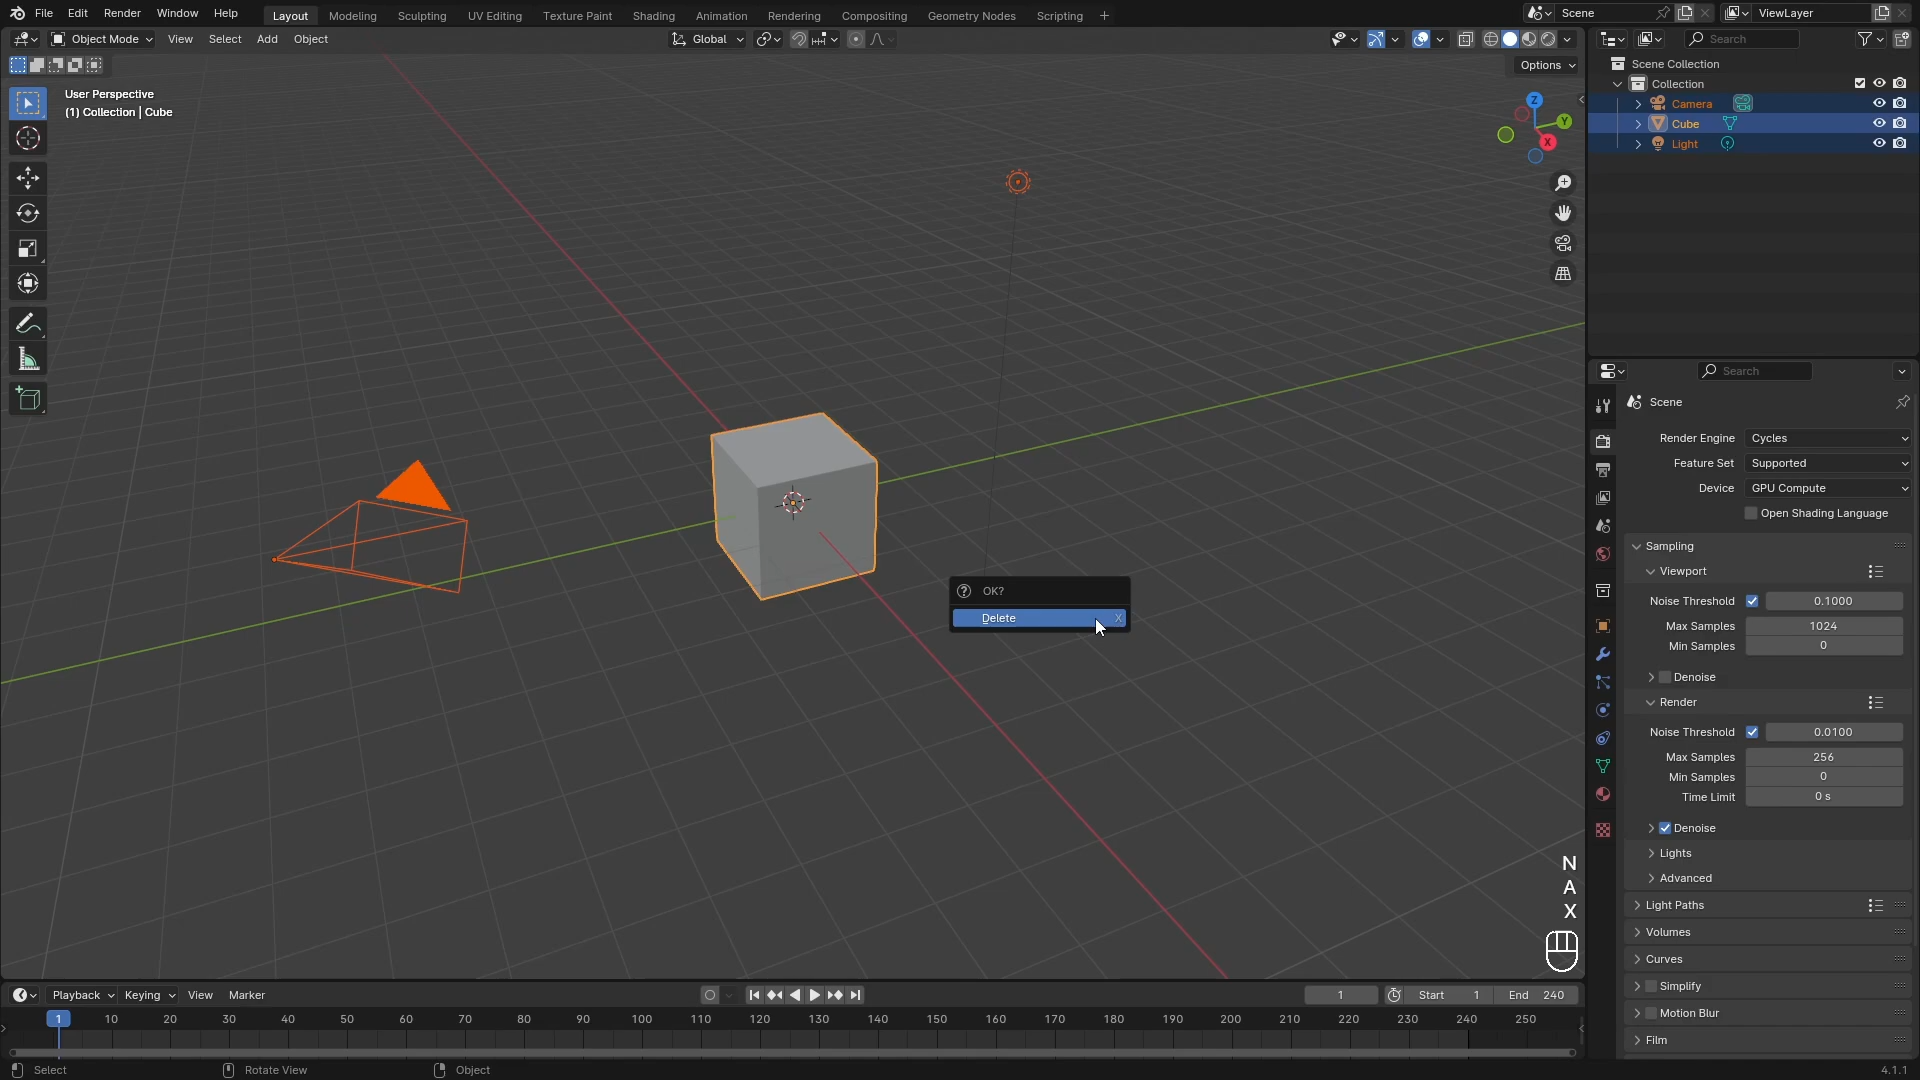 File Edit Render Window Help
Layout Modeling Sculpting UV Editing Texture Paint Shading Animation Rendering Compositing Geometry Nodes Scripting +
Scene
ViewLayer
Object Mode View Select Add Object
Global
Options
User Perspective
(1) Collection | Cube
Z
Y
X
Search
Scene Collection
Collection
Camera
Cube
Light
Search
Scene
Render Engine Cycles
Feature Set Supported
Device GPU Compute
Open Shading Language
Sampling
Viewport
Noise Threshold 0.1000
Max Samples 1024
Min Samples 0
Denoise
Render
Noise Threshold 0.0100
Max Samples 256
Min Samples 0
Time Limit 0 s
Denoise
Lights
Advanced
Light Paths
Volumes
Curves
Simplify
Motion Blur
Film
OK?
Delete X
N
A
X
Playback Keying View Marker
1 Start 1 End 240
1 10 20 30 40 50 60 70 80 90 100 110 120 130 140 150 160 170 180 190 200 210 220 230 240 250
Select Rotate View Object 4.1.1